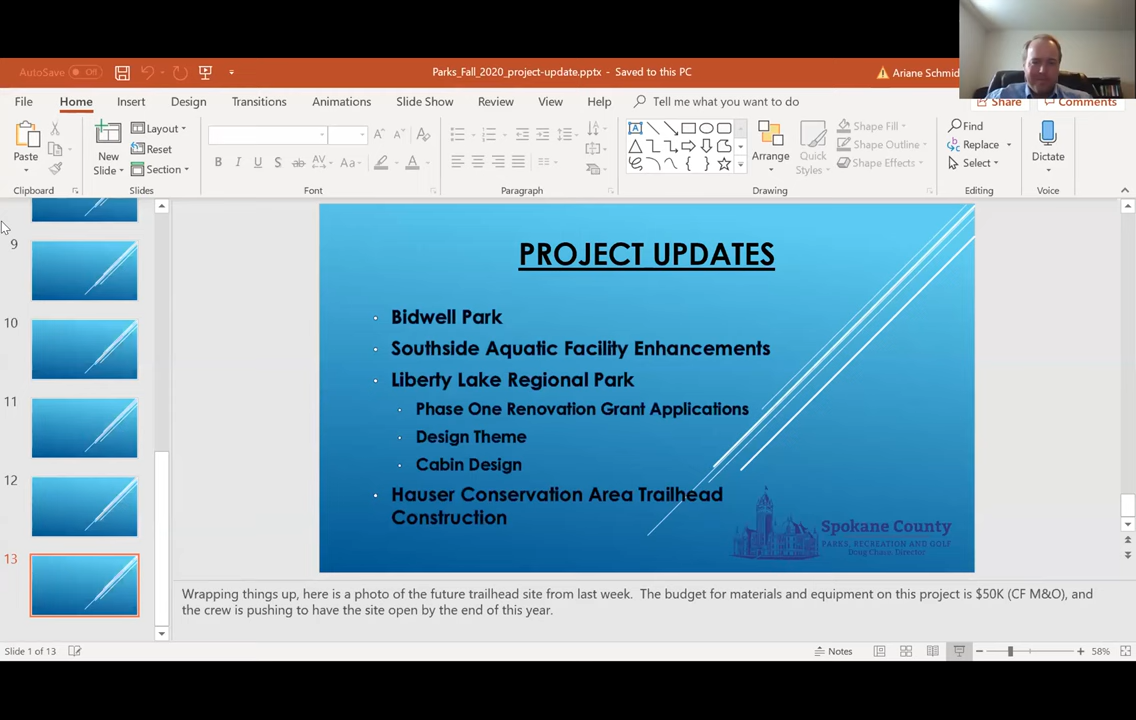 AutoSave Off
Parks_Fall_2020_project-update.pptx - Saved to this PC
Ariane Schmid
File Home Insert Design Transitions Animations Slide Show Review View Help Tell me what you want to do Share Comments
Paste
Clipboard
New Slide
Layout
Reset
Section
Slides
B I U S ab AV Aa A A A A
Font
Paragraph
Arrange
Quick Styles
Shape Fill
Shape Outline
Shape Effects
Drawing
Find
Replace
Select
Editing
Dictate
Voice
9
10
11
12
13
PROJECT UPDATES
Bidwell Park
Southside Aquatic Facility Enhancements
Liberty Lake Regional Park
Phase One Renovation Grant Applications
Design Theme
Cabin Design
Hauser Conservation Area Trailhead
Construction
Spokane County
PARKS, RECREATION AND GOLF
Doug Chase, Director
Wrapping things up, here is a photo of the future trailhead site from last week. The budget for materials and equipment on this project is $50K (CF M&O), and
the crew is pushing to have the site open by the end of this year.
Slide 1 of 13
Notes
58%